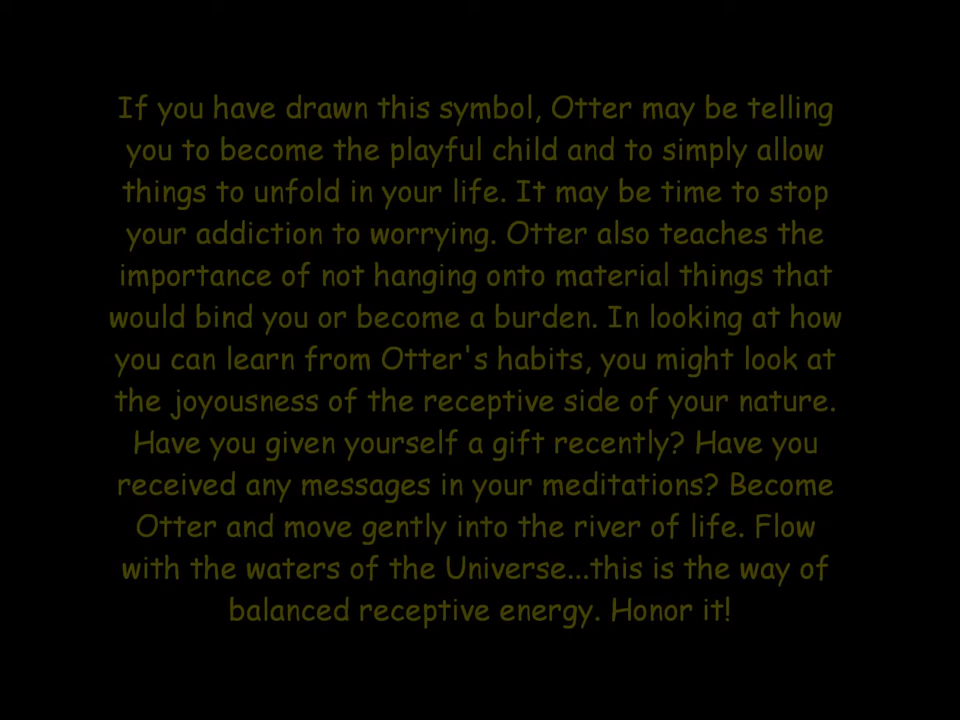 If you have drawn this symbol, Otter may be telling
you to become the playful child and to simply allow
things to unfold in your life. It may be time to stop
your addiction to worrying. Otter also teaches the
importance of not hanging onto material things that
would bind you or become a burden. In looking at how
you can learn from Otter's habits, you might look at
the joyousness of the receptive side of your nature.
Have you given yourself a gift recently? Have you
received any messages in your meditations? Become
Otter and move gently into the river of life. Flow
with the waters of the Universe...this is the way of
balanced receptive energy. Honor it!